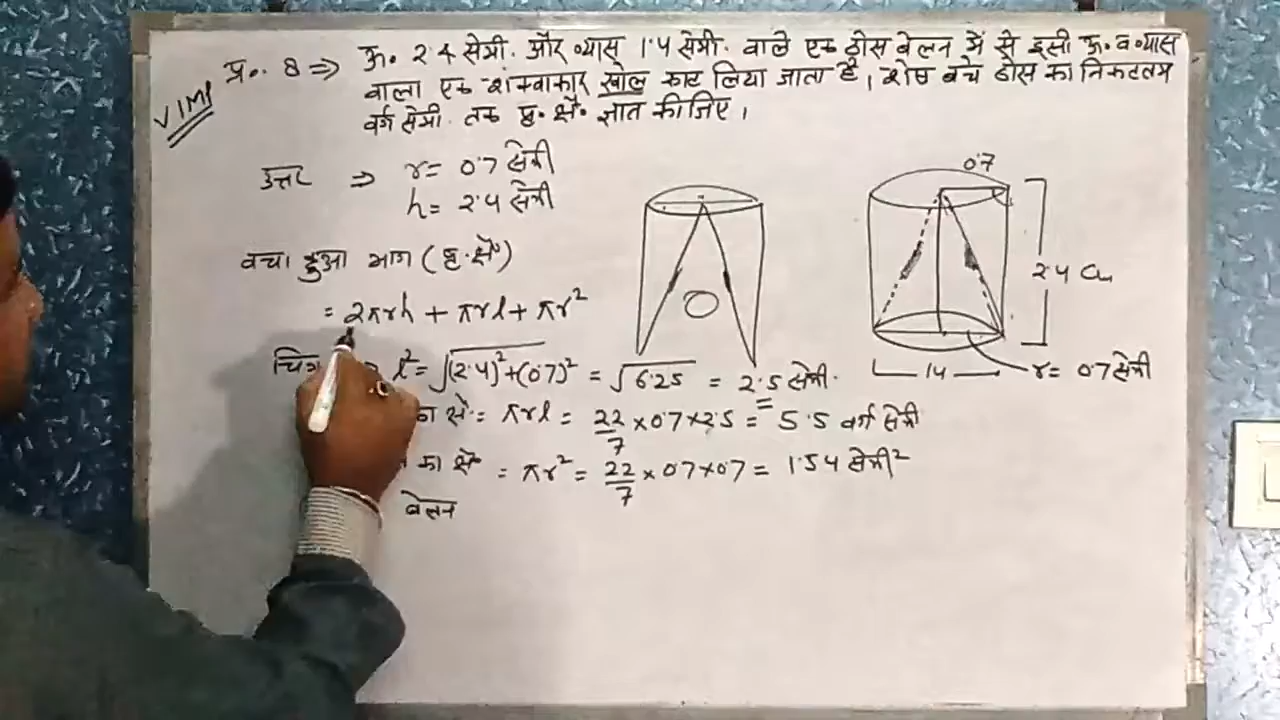 VIMP
प्र॰. 8 ⇒ ऊ. 2.4 सेमी. और व्यास 1.4 सेमी. वाले एक ठोस बेलन में से इसी ऊ. व व्यास
वाला एक शंक्वाकार खोल काट लिया जाता है, शेष बचे ठोस का निकटतम
वर्ग सेमी. तक पृ. क्षे. ज्ञात कीजिए।
उत्तर ⇒ r= 0.7 सेमी
h= 2.4 सेमी
बचा हुआ भाग (पृ.क्षे॰)
= 2πrh + πrl + πr²
चित्र l² = √(2.4)²+(0.7)² = √6.25 = 2.5 सेमी.
का क्षे. = πrl = 22/7 × 0.7 × 2.5 = 5.5 वर्ग सेमी
का क्षे = πr² = 22/7 × 0.7 × 0.7 = 1.54 सेमी²
बेलन
0.7
2.4 Cm
1.4
r= 0.7 सेमी